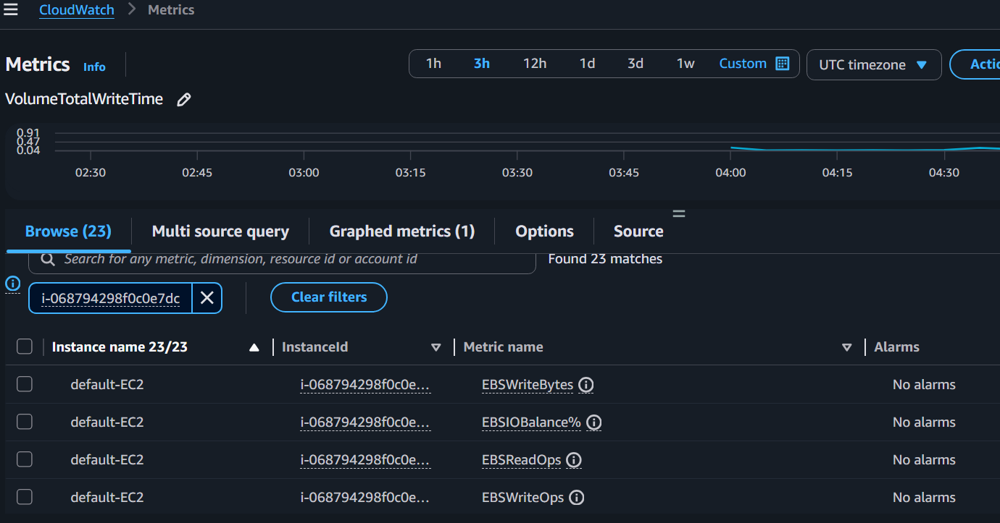 CloudWatch > Metrics
Metrics Info 1h 3h 12h 1d 3d 1w Custom UTC timezone
VolumeTotalWriteTime
0.91
0.47
0.04
02:30 02:45 03:00 03:15 03:30 03:45 04:00 04:15 04:30
Browse (23) Multi source query Graphed metrics (1) Options Source
Search for any metric, dimension, resource id or account id Found 23 matches
i-068794298f0c0e7dc Clear filters
Instance name 23/23 InstanceId Metric name Alarms
default-EC2 i-068794298f0c0e... EBSWriteBytes No alarms
default-EC2 i-068794298f0c0e... EBSIOBalance% No alarms
default-EC2 i-068794298f0c0e... EBSReadOps No alarms
default-EC2 i-068794298f0c0e... EBSWriteOps No alarms